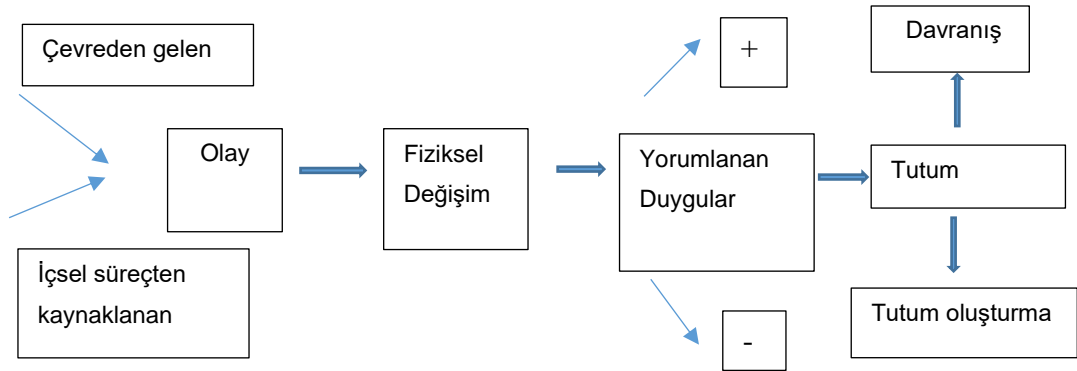 Çevreden gelen
Olay
İçsel süreçten
kaynaklanan
Fiziksel
Değişim
+
Yorumlanan
Duygular
-
Davranış
Tutum
Tutum oluşturma